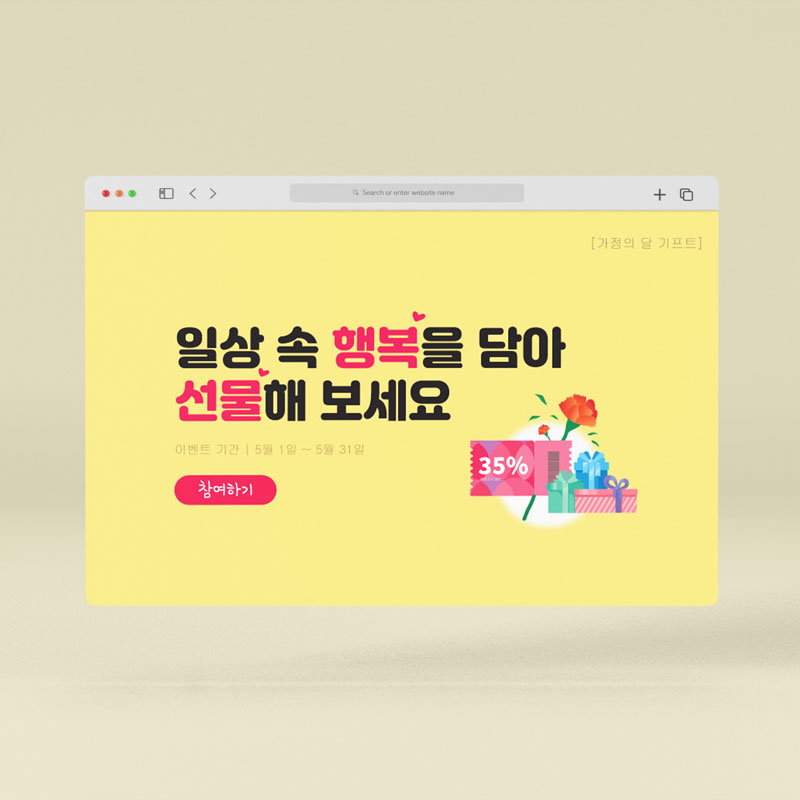 Search or enter website name
[가정의 달 기프트]
일상 속 행복을 담아
선물해 보세요
이벤트 기간 | 5월 1일 ~ 5월 31일
35%
참여하기